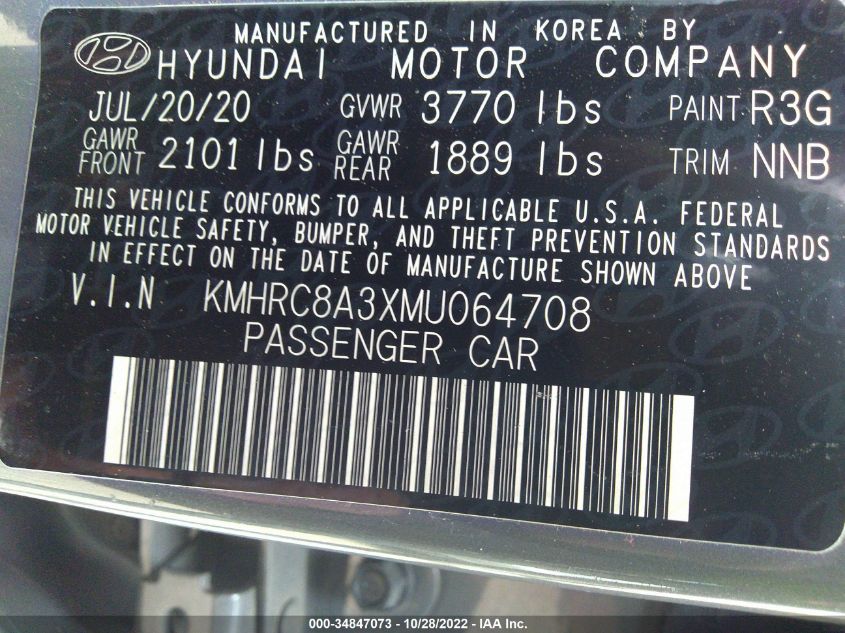 MANUFACTURED IN KOREA BY
HYUNDAI MOTOR COMPANY
JUL/20/20 GVWR 3770 lbs PAINT R3G
GAWR FRONT 2101 lbs GAWR REAR 1889 lbs TRIM NNB
THIS VEHICLE CONFORMS TO ALL APPLICABLE U.S.A. FEDERAL
MOTOR VEHICLE SAFETY, BUMPER, AND THEFT PREVENTION STANDARDS
IN EFFECT ON THE DATE OF MANUFACTURE SHOWN ABOVE
V.I.N KMHRC8A3XMU064708
PASSENGER CAR
000-34847073 | 10/28/2022 - IAA Inc.